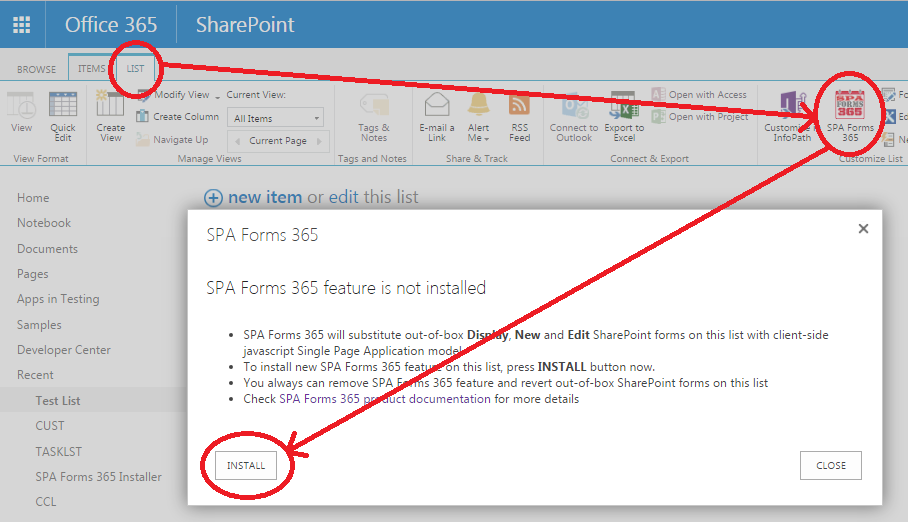 Office 365 SharePoint
BROWSE ITEMS LIST
View
Quick
Edit
View Format
Create
View
Modify View
Create Column
Navigate Up
Current View:
All Items
Current Page
Manage Views
Tags &
Notes
Tags and Notes
E-mail a
Link
Alert
Me
RSS
Feed
Share & Track
Connect to
Outlook
Export to
Excel
Open with Access
Open with Project
Connect & Export
InfoPath
SPA
FORMS
365
SPA Forms
365
Customize List
Home
Notebook
Documents
Pages
Apps in Testing
Samples
Developer Center
Recent
Test List
CUST
TASKLST
SPA Forms 365 Installer
CCL
new item or edit this list
SPA Forms 365
SPA Forms 365 feature is not installed
SPA Forms 365 will substitute out-of-box Display, New and Edit SharePoint forms on this list with client-side
javascript Single Page Application model
To install new SPA Forms 365 feature on this list, press INSTALL button now.
You always can remove SPA Forms 365 feature and revert out-of-box SharePoint forms on this list
Check SPA Forms 365 product documentation for more details
INSTALL
CLOSE